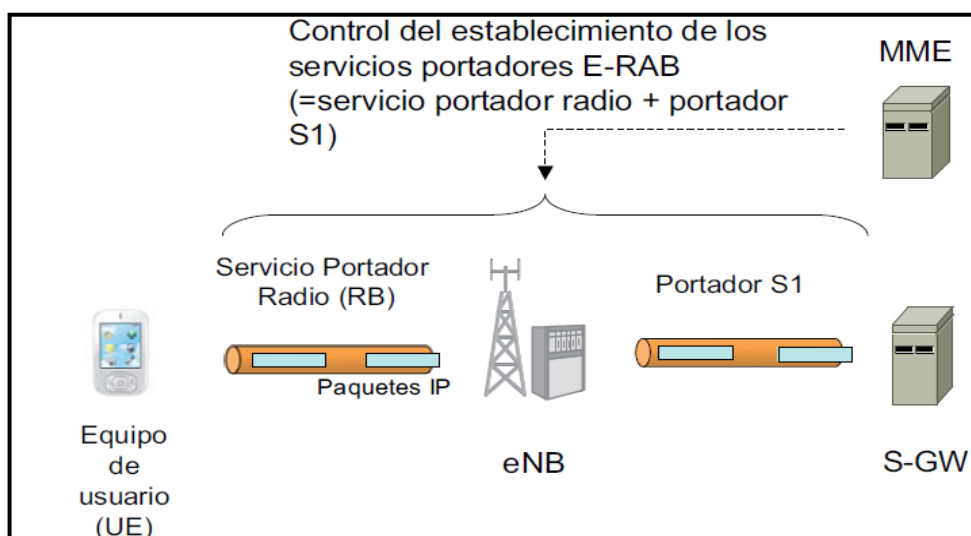 Control del establecimiento de los
servicios portadores E-RAB
(=servicio portador radio + portador
S1)
MME
Servicio Portador
Radio (RB)
Portador S1
Paquetes IP
Equipo
de
usuario
(UE)
eNB
S-GW